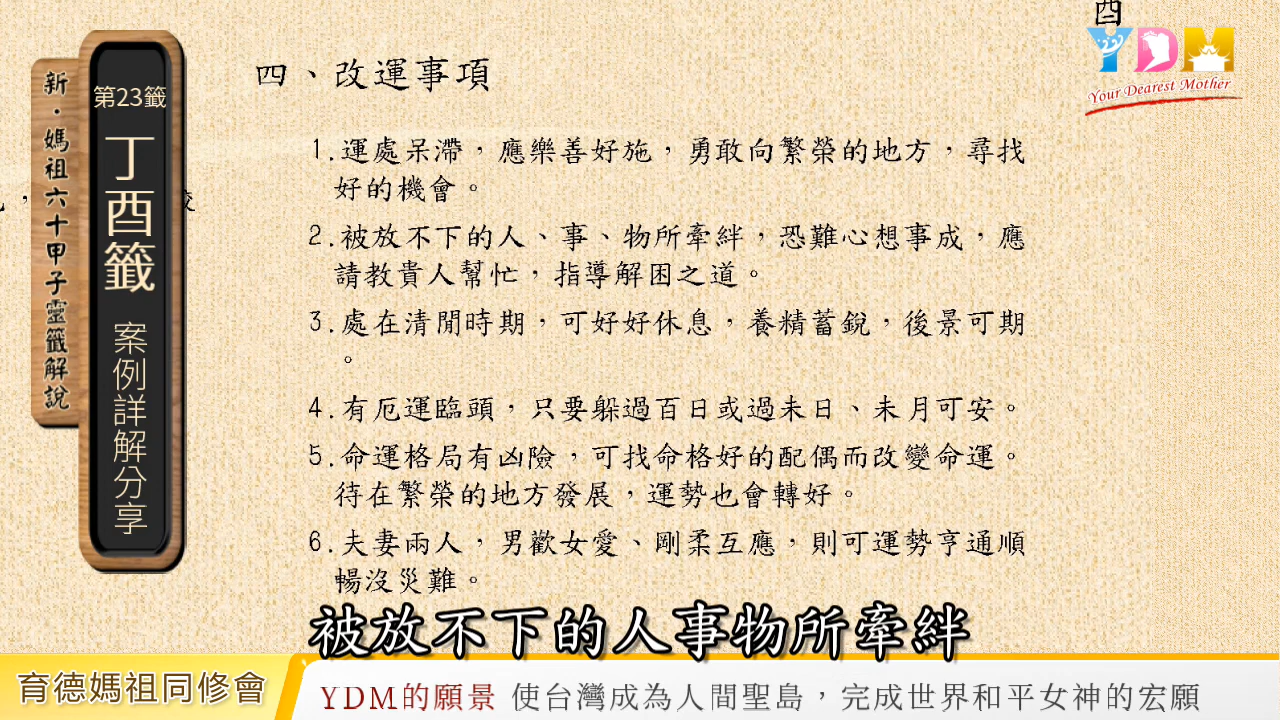 酉
YDM
Your Dearest Mother
新·媽祖六十甲子靈籤解說
第23籤
丁酉籤
案例詳解分享
四、改運事項
1.運處呆滯，應樂善好施，勇敢向繁榮的地方，尋找
好的機會。
2.被放不下的人、事、物所牽絆，恐難心想事成，應
請教貴人幫忙，指導解困之道。
3.處在清閒時期，可好好休息，養精蓄銳，後景可期
。
4.有厄運臨頭，只要躲過百日或過未日、未月可安。
5.命運格局有凶險，可找命格好的配偶而改變命運。
待在繁榮的地方發展，運勢也會轉好。
6.夫妻兩人，男歡女愛、剛柔互應，則可運勢亨通順
暢沒災難。
被放不下的人事物所牽絆
育德媽祖同修會
YDM的願景 使台灣成為人間聖島，完成世界和平女神的宏願